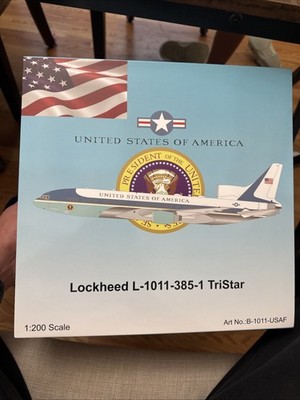 UNITED STATES OF AMERICA
PRESIDENT OF THE UNITED
UNITED STATES OF AMERICA
Lockheed L-1011-385-1 TriStar
1:200 Scale
Art No.:B-1011-USAF